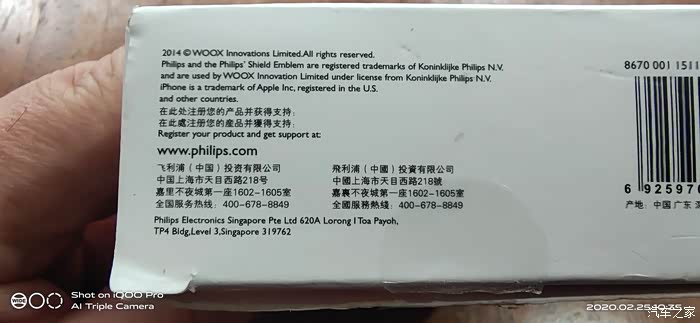 2014 © WOOX Innovations Limited.All rights reserved.
Philips and the Philips' Shield Emblem are registered trademarks of Koninklijke Philips N.V.
and are used by WOOX Innovation Limited under license from Koninklijke Philips N.V.
iPhone is a trademark of Apple Inc, registered in the U.S.
and other countries.
在此处注册您的产品并获得支持:
在此處注册您的産品并獲得支持:
Register your product and get support at:
www.philips.com
飞利浦（中国）投资有限公司
中国上海市天目西路218号
嘉里不夜城第一座1602-1605室
全国服务热线: 400-678-8849
飛利浦（中國）投資有限公司
中國上海市天目西路218號
嘉裏不夜城第一座1602-1605室
全國服務熱綫: 400-678-8849
Philips Electronics Singapore Pte Ltd 620A Lorong 1 Toa Payoh,
TP4 Bldg,Level 3,Singapore 319762
8670 001 1511
6 92597
产地: 中国 广东
Shot on iQOO Pro
AI Triple Camera
2020.02.25 10:35
汽车之家